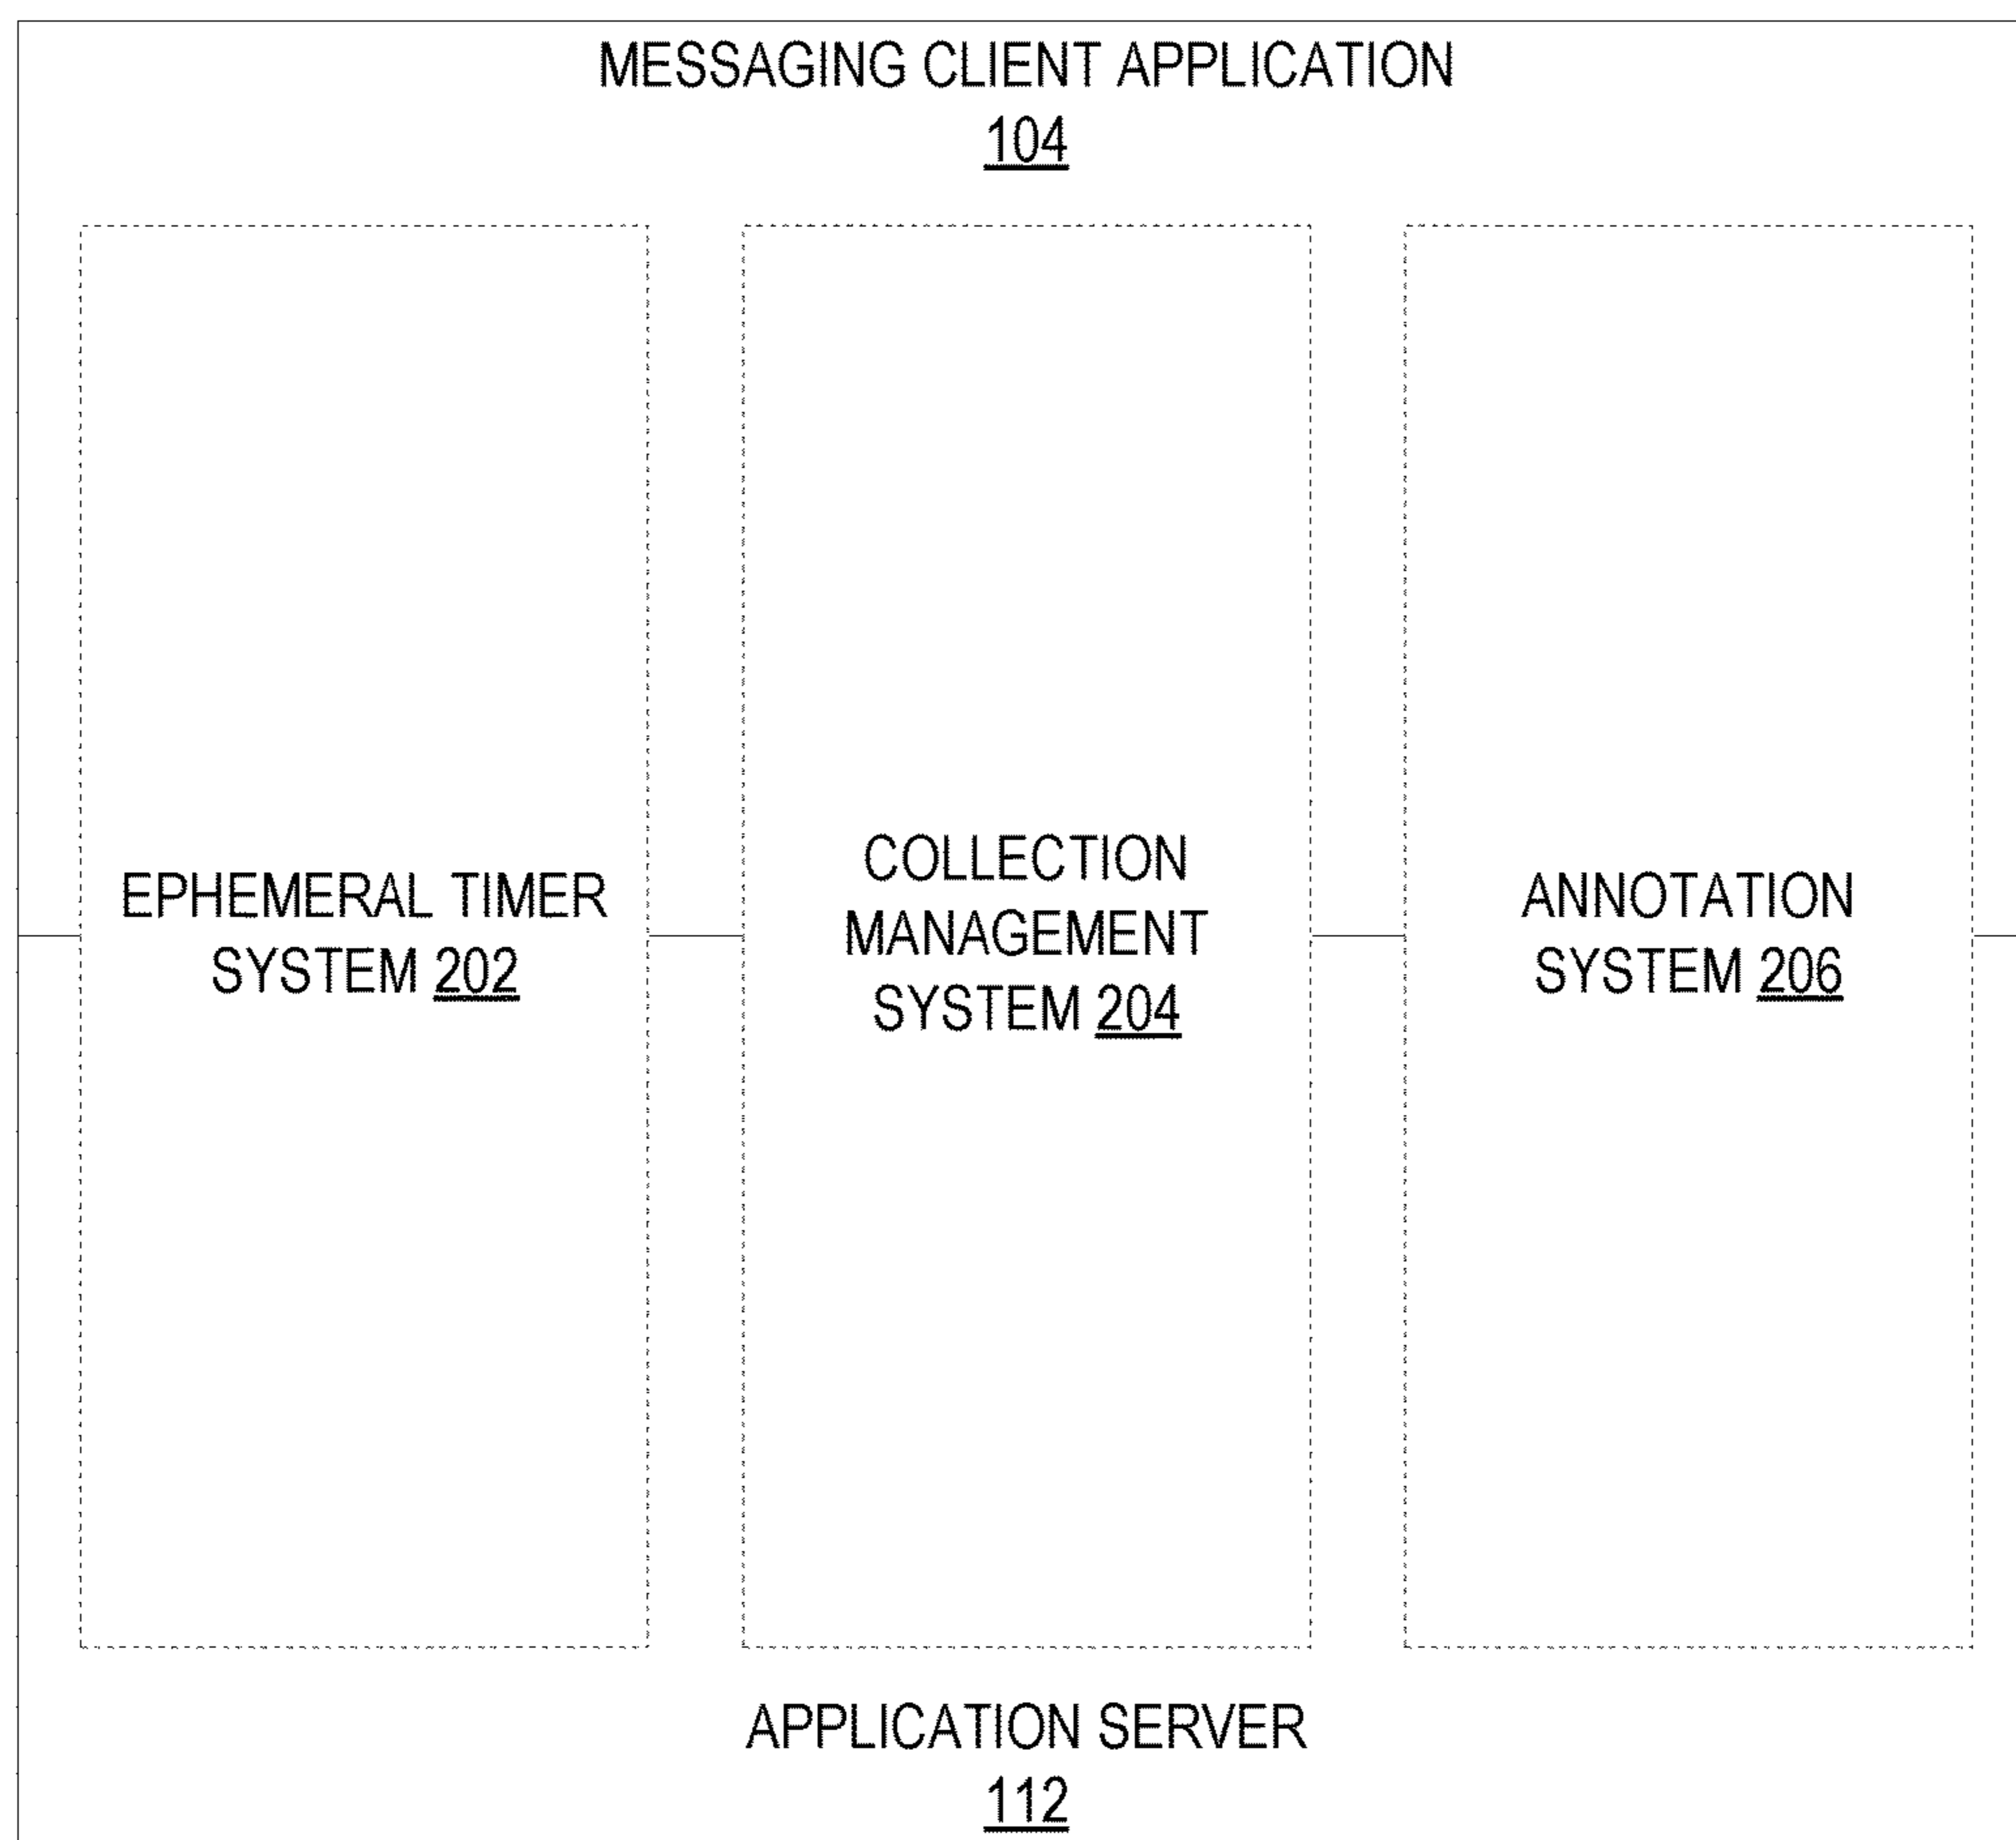 MESSAGING CLIENT APPLICATION
104
EPHEMERAL TIMER
SYSTEM 202
COLLECTION
MANAGEMENT
SYSTEM 204
ANNOTATION
SYSTEM 206
APPLICATION SERVER
112